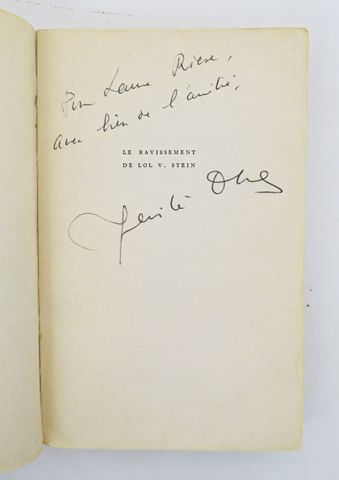 Pour Laure Riese,
avec bien de l'amitié,
LE RAVISSEMENT
DE LOL V. STEIN